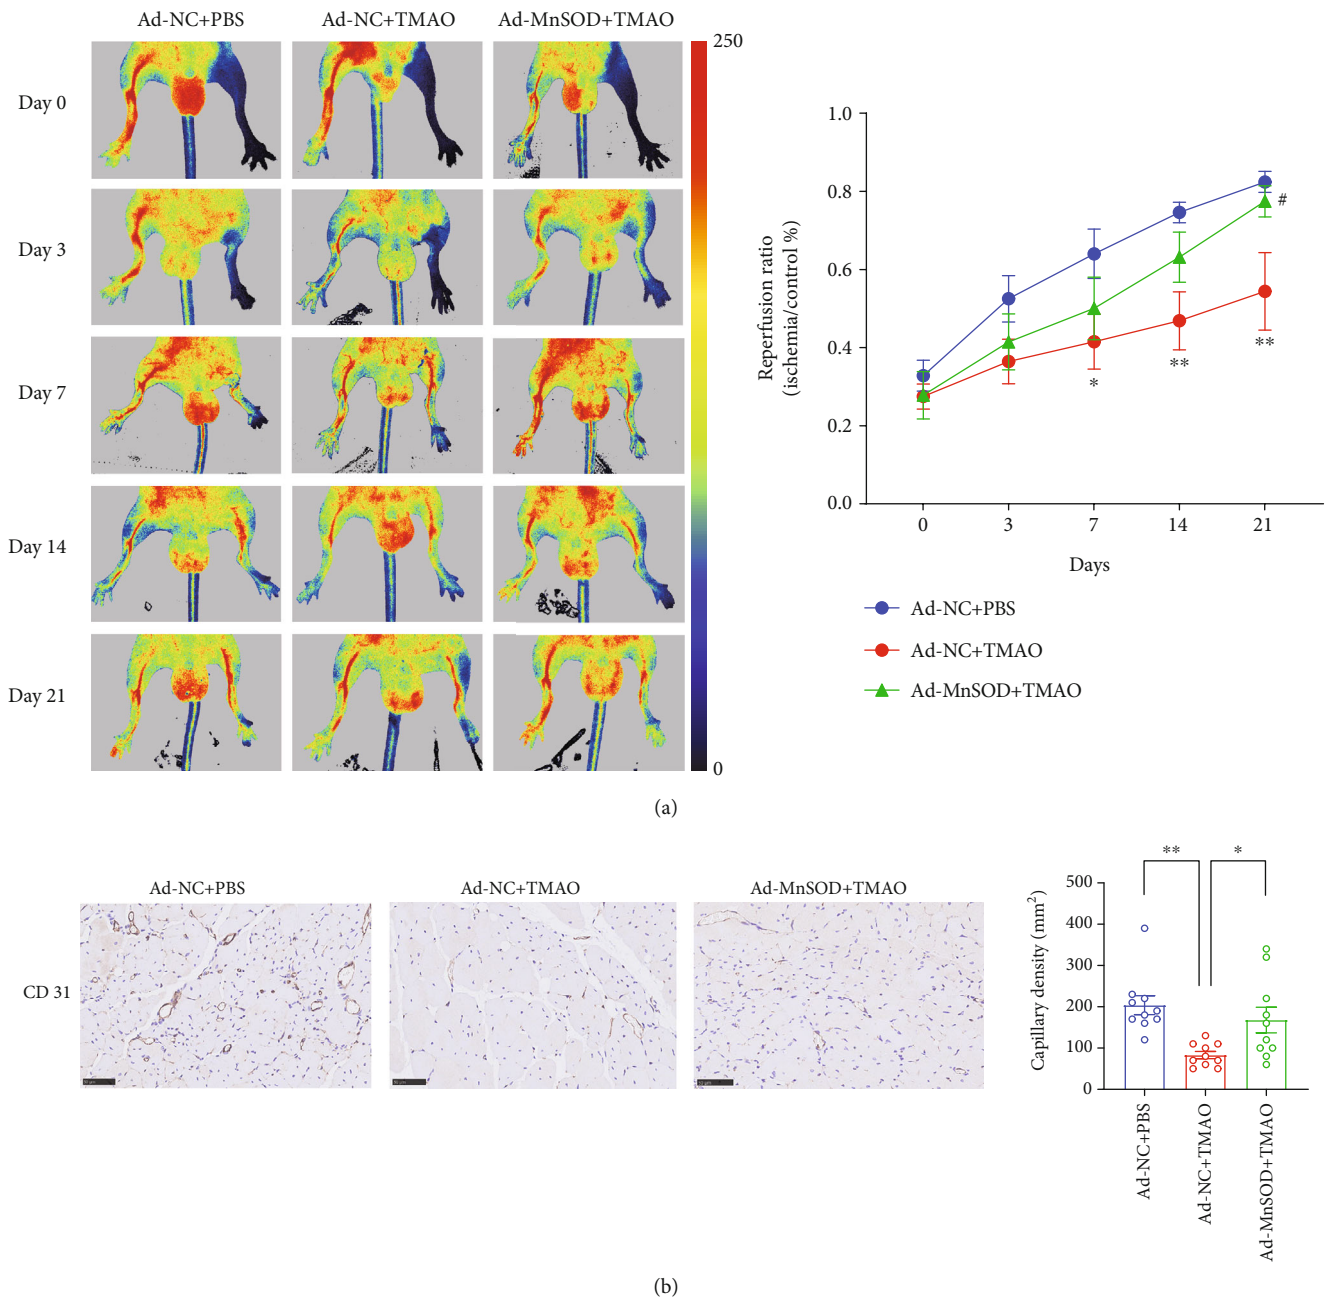 Ad-NC+PBS
Ad-NC+TMAO
Ad-MnSOD+TMAO
250
Day 0
Day 3
Day 7
Day 14
Day 21
0
Reperfusion ratio
(ischemia/control %)
1.0
0.8
0.6
0.4
0.2
0.0
#
*
**
**
0
3
7
14
21
Days
Ad-NC+PBS
Ad-NC+TMAO
Ad-MnSOD+TMAO
(a)
Ad-NC+PBS
Ad-NC+TMAO
Ad-MnSOD+TMAO
CD 31
Capillary density (mm2)
**
*
500
400
300
200
100
0
Ad-NC+PBS
Ad-NC+TMAO
Ad-MnSOD+TMAO
(b)